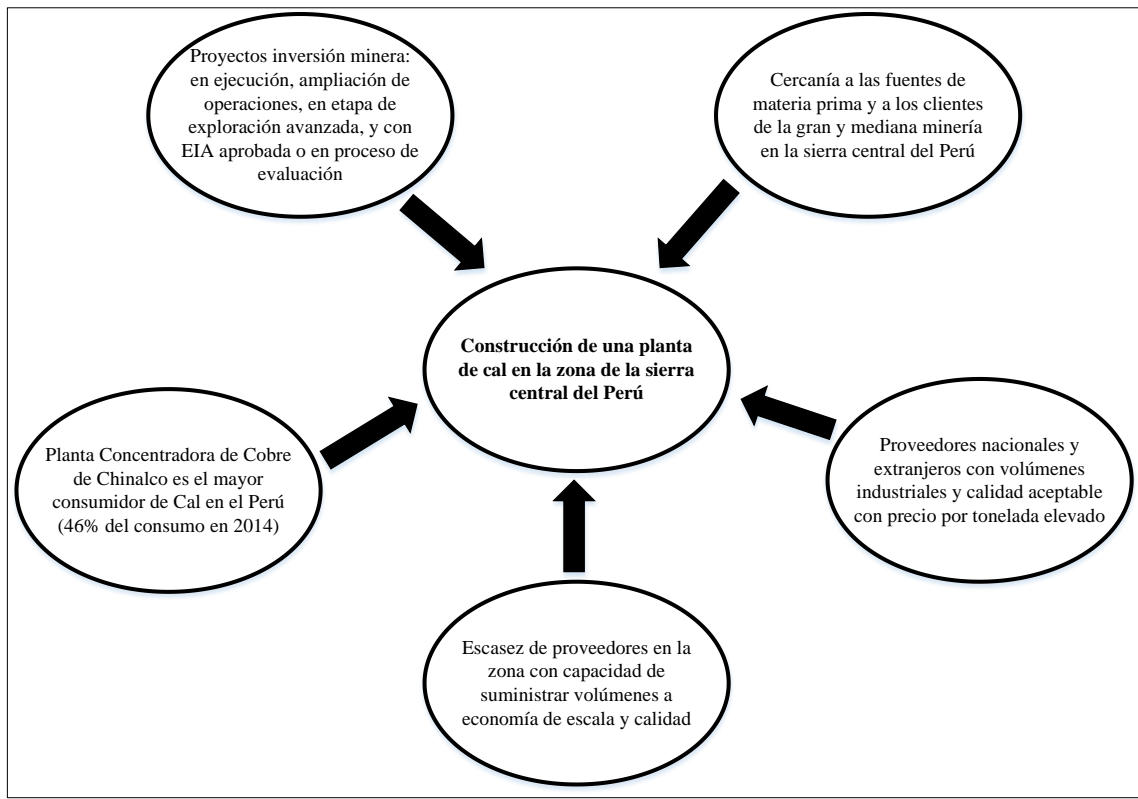 Proyectos inversión minera:
en ejecución, ampliación de
operaciones, en etapa de
exploración avanzada, y con
EIA aprobada o en proceso de
evaluación
Cercanía a las fuentes de
materia prima y a los clientes
de la gran y mediana minería
en la sierra central del Perú
Construcción de una planta
de cal en la zona de la sierra
central del Perú
Planta Concentradora de Cobre
de Chinalco es el mayor
consumidor de Cal en el Perú
(46% del consumo en 2014)
Proveedores nacionales y
extranjeros con volúmenes
industriales y calidad aceptable
con precio por tonelada elevado
Escasez de proveedores en la
zona con capacidad de
suministrar volúmenes a
economía de escala y calidad